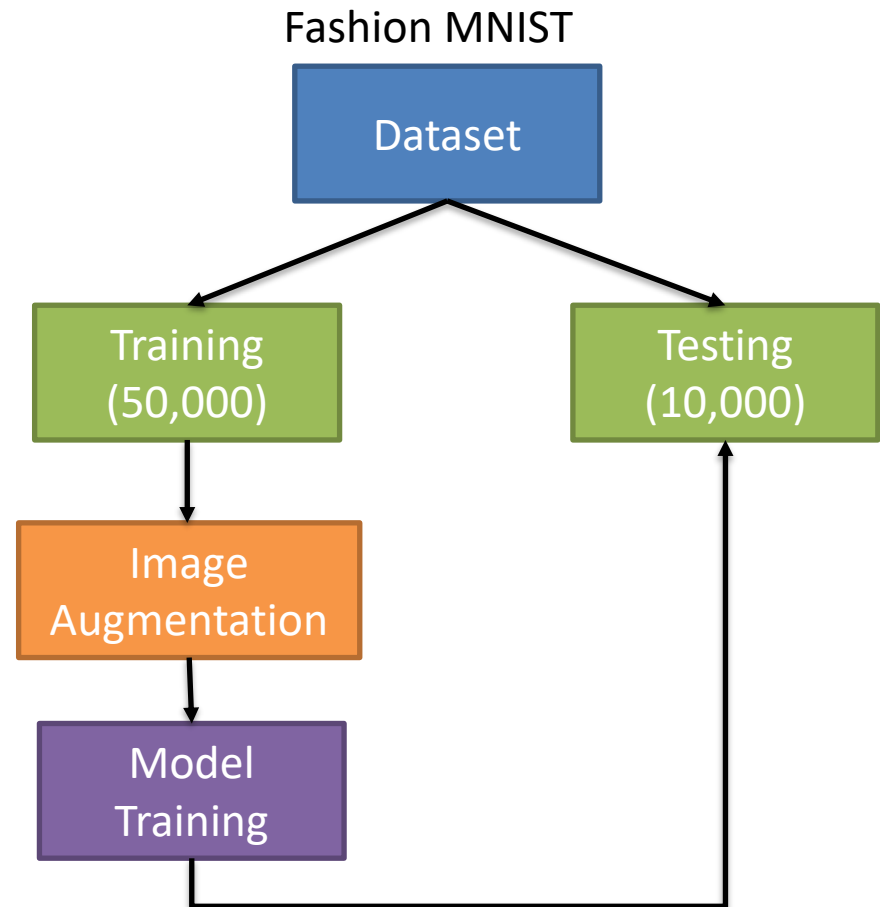 Fashion MNIST
Dataset
Training
(50,000)
Testing
(10,000)
Image
Augmentation
Model
Training